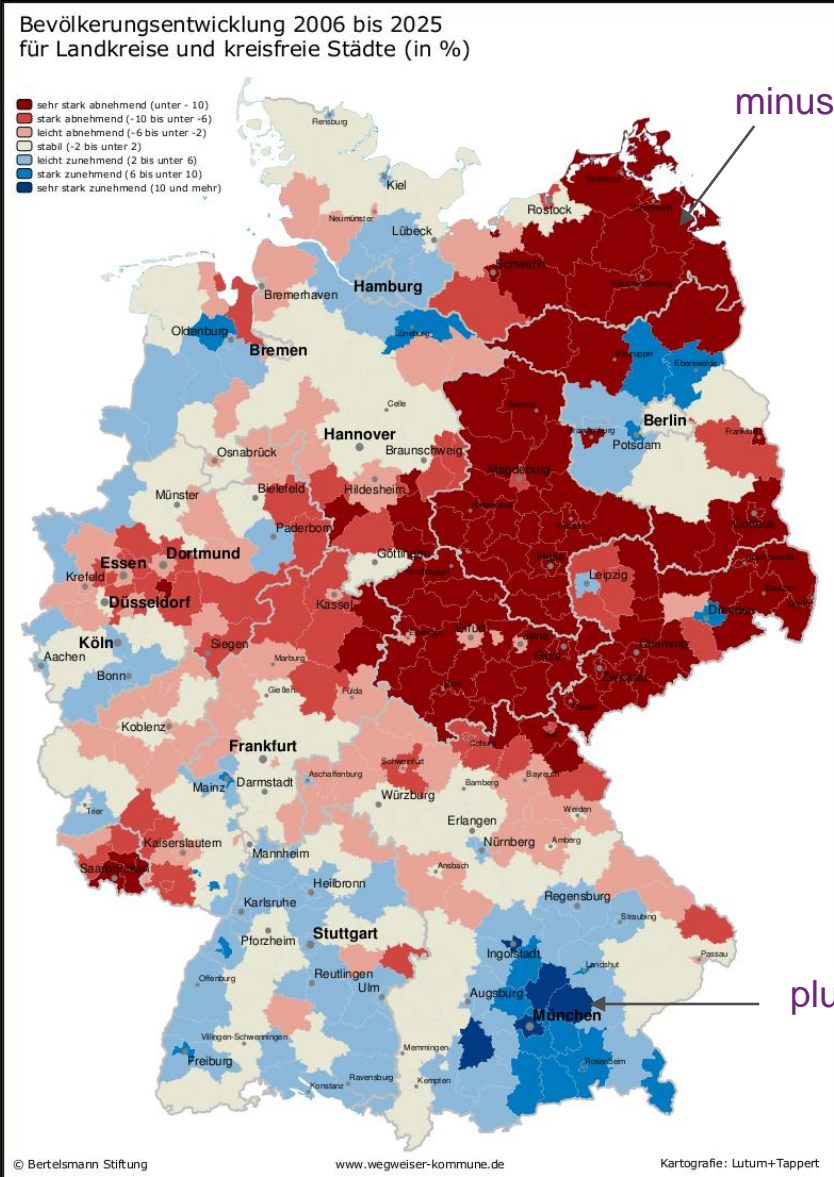 Bevölkerungsentwicklung 2006 bis 2025
für Landkreise und kreisfreie Städte (in %)
sehr stark abnehmend (unter - 10)
stark abnehmend (-10 bis unter -6)
leicht abnehmend (-6 bis unter -2)
stabil (-2 bis unter 2)
leicht zunehmend (2 bis unter 6)
stark zunehmend (6 bis unter 10)
sehr stark zunehmend (10 und mehr)
minus
Rensburg
Kiel
Rostock
Neumünster
Lübeck
Schwerin
Hamburg
Bremerhaven
Neubrandenburg
Oldenburg
Lüneburg
Bremen
Neuruppin
Eberswalde
Celle
Stendal
Berlin
Hannover
Brandenburg
Frankfurt
Potsdam
Osnabrück
Braunschweig
Magdeburg
Münster
Bielefeld
Hildesheim
Cottbus
Paderborn
Dortmund
Göttingen
Halle
Essen
Krefeld
Leipzig
Düsseldorf
Kassel
Dresden
Köln
Siegen
Erfurt
Jena
Gera
Chemnitz
Aachen
Marburg
Zwickau
Bonn
Gießen
Fulda
Suhl
Koblenz
Frankfurt
Coburg
Hof
Schweinfurt
Aschaffenburg
Bayreuth
Mainz
Darmstadt
Bamberg
Würzburg
Trier
Weiden
Erlangen
Kaiserslautern
Nürnberg
Amberg
Mannheim
Saarbrücken
Ansbach
Heilbronn
Regensburg
Karlsruhe
Straubing
Stuttgart
Pforzheim
Ingolstadt
Passau
Landshut
Reutlingen
Offenburg
Ulm
Augsburg
plu
München
Villingen-Schwenningen
Memmingen
Freiburg
Rosenheim
Ravensburg
Kempten
Konstanz
© Bertelsmann Stiftung
www.wegweiser-kommune.de
Kartografie: Lutum+Tappert